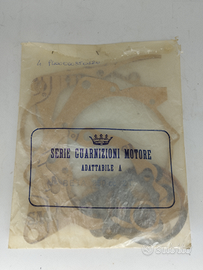 SERIE GUARNIZIONI MOTORE
ADATTABILE A